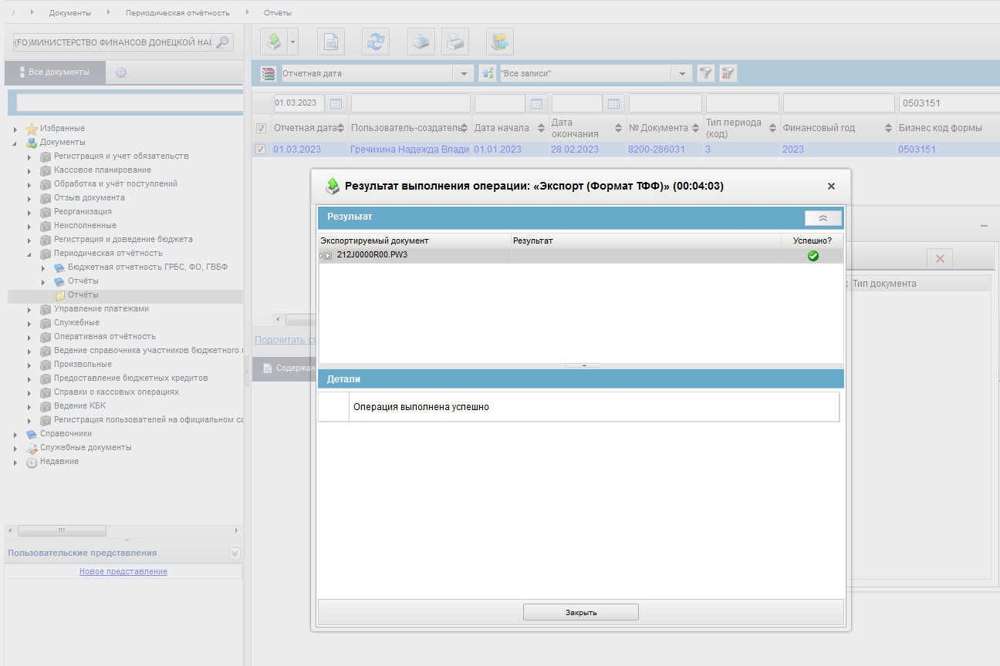 / Документы Периодическая отчётность Отчёты
(FO)МИНИСТЕРСТВО ФИНАНСОВ ДОНЕЦКОЙ НАІ
Все документы
Отчетная дата "Все записи"
01.03.2023 0503151
Отчетная дата Пользователь-создатель Дата начала Дата окончания № Документа Тип периода (код) Финансовый год Бизнес код формы
01.03.2023 Гречихина Надежда Влади 01.01.2023 28.02.2023 8200-286031 3 2023 0503151
Избранные
Документы
Регистрация и учет обязательств
Кассовое планирование
Обработка и учёт поступлений
Отзыв документа
Реорганизация
Неисполненные
Регистрация и доведение бюджета
Периодическая отчётность
Бюджетная отчетность ГРБС, ФО, ГВБФ
Отчёты
Отчёты
Управление платежами
Служебные
Оперативная отчётность
Ведение справочника участников бюджетного
Произвольные
Предоставление бюджетных кредитов
Справки о кассовых операциях
Ведение КБК
Регистрация пользователей на официальном са
Справочники
Служебные документы
Недавние
Пользовательские представления
Новое представление
Подсчитать ст
Содержан
Тип документа
Результат выполнения операции: «Экспорт (Формат ТФФ)» (00:04:03)
Результат
Экспортируемый документ Результат Успешно?
212J0000R00.PW3
Детали
Операция выполнена успешно
Закрыть